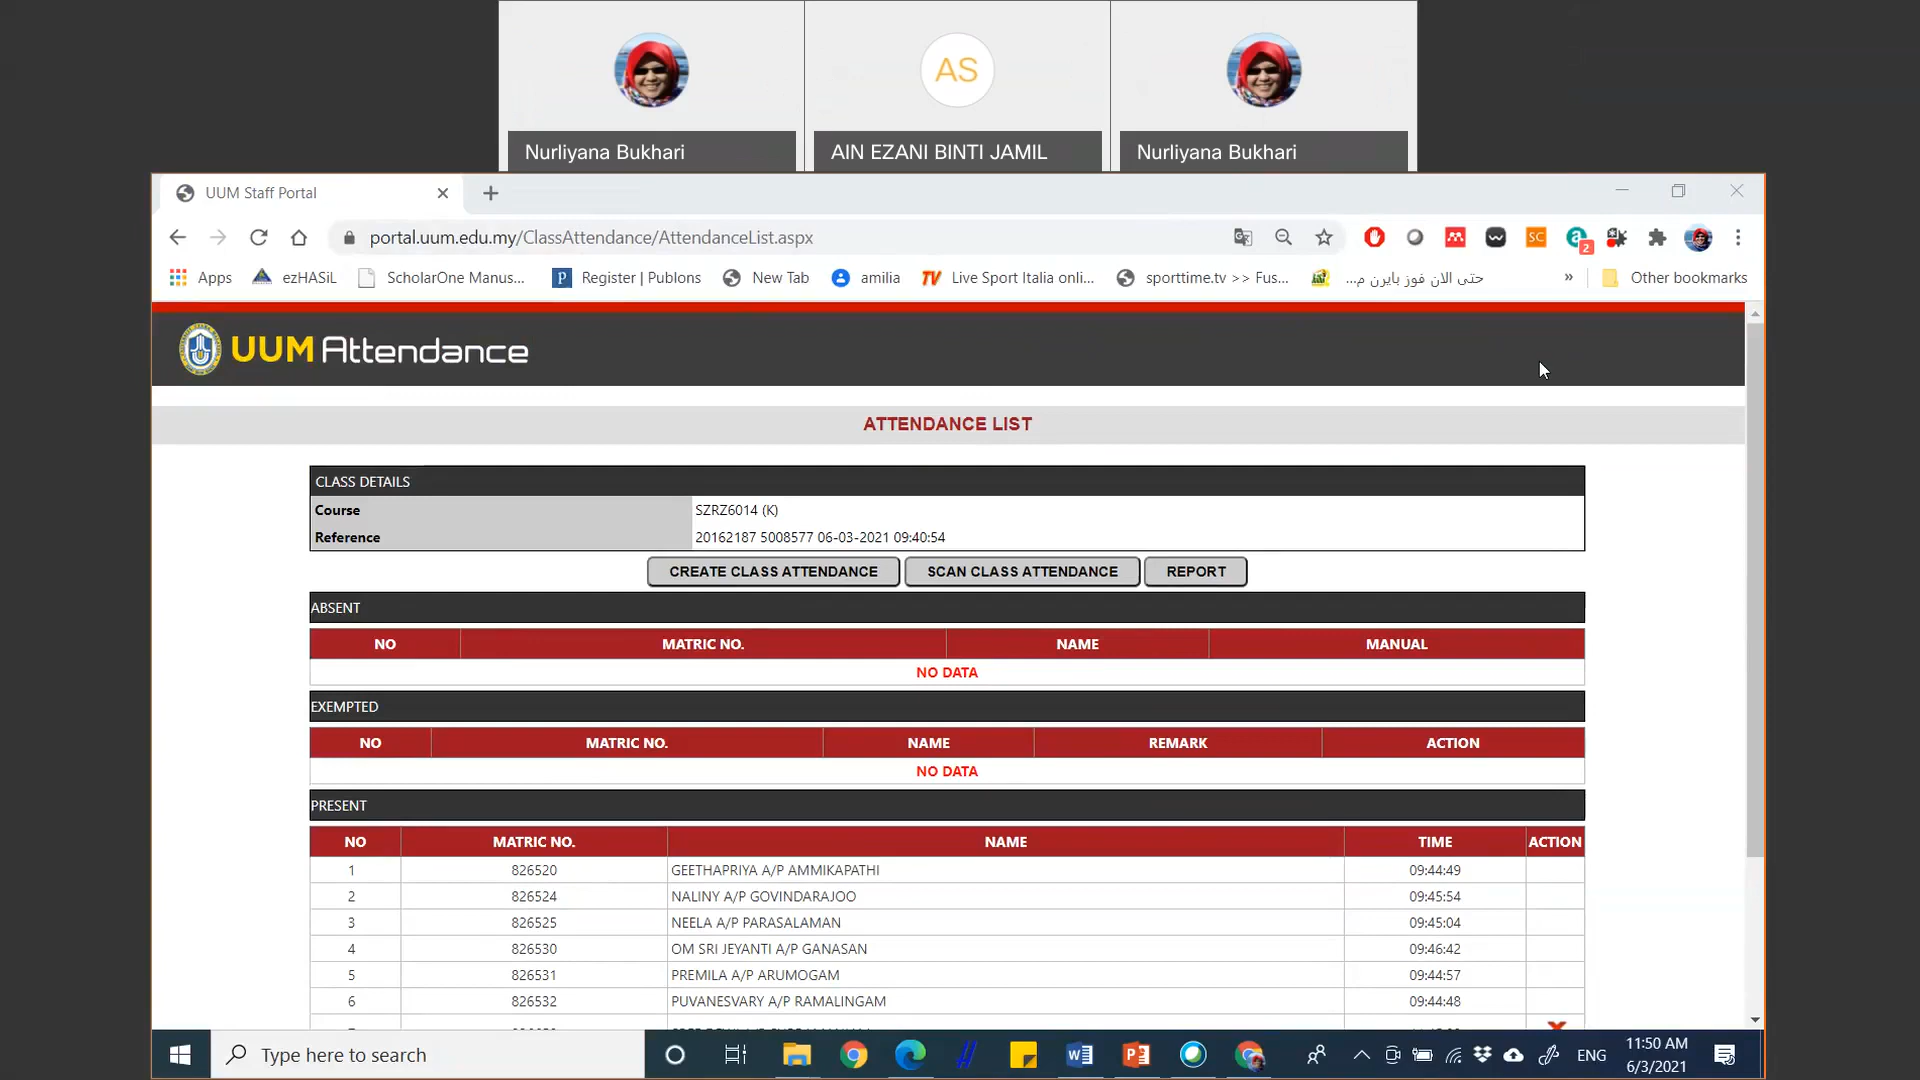 AS
Nurliyana Bukhari
AIN EZANI BINTI JAMIL
Nurliyana Bukhari
UUM Staff Portal
portal.uum.edu.my/ClassAttendance/AttendanceList.aspx
SC
2
Apps
ezHASiL
ScholarOne Manus...
P
Register | Publons
New Tab
amilia
TV
Live Sport Italia onli...
sporttime.tv >> Fus...
حتى الان فوز بايرن م...
»
Other bookmarks
UUM Attendance
ATTENDANCE LIST
CLASS DETAILS
Course SZRZ6014 (K)
Reference 20162187 5008577 06-03-2021 09:40:54
CREATE CLASS ATTENDANCE SCAN CLASS ATTENDANCE REPORT
ABSENT
NO MATRIC NO. NAME MANUAL
NO DATA
EXEMPTED
NO MATRIC NO. NAME REMARK ACTION
NO DATA
PRESENT
NO MATRIC NO. NAME TIME ACTION
1 826520 GEETHAPRIYA A/P AMMIKAPATHI 09:44:49
2 826524 NALINY A/P GOVINDARAJOO 09:45:54
3 826525 NEELA A/P PARASALAMAN 09:45:04
4 826530 OM SRI JEYANTI A/P GANASAN 09:46:42
5 826531 PREMILA A/P ARUMOGAM 09:44:57
6 826532 PUVANESVARY A/P RAMALINGAM 09:44:48
Type here to search
ENG
11:50 AM
6/3/2021